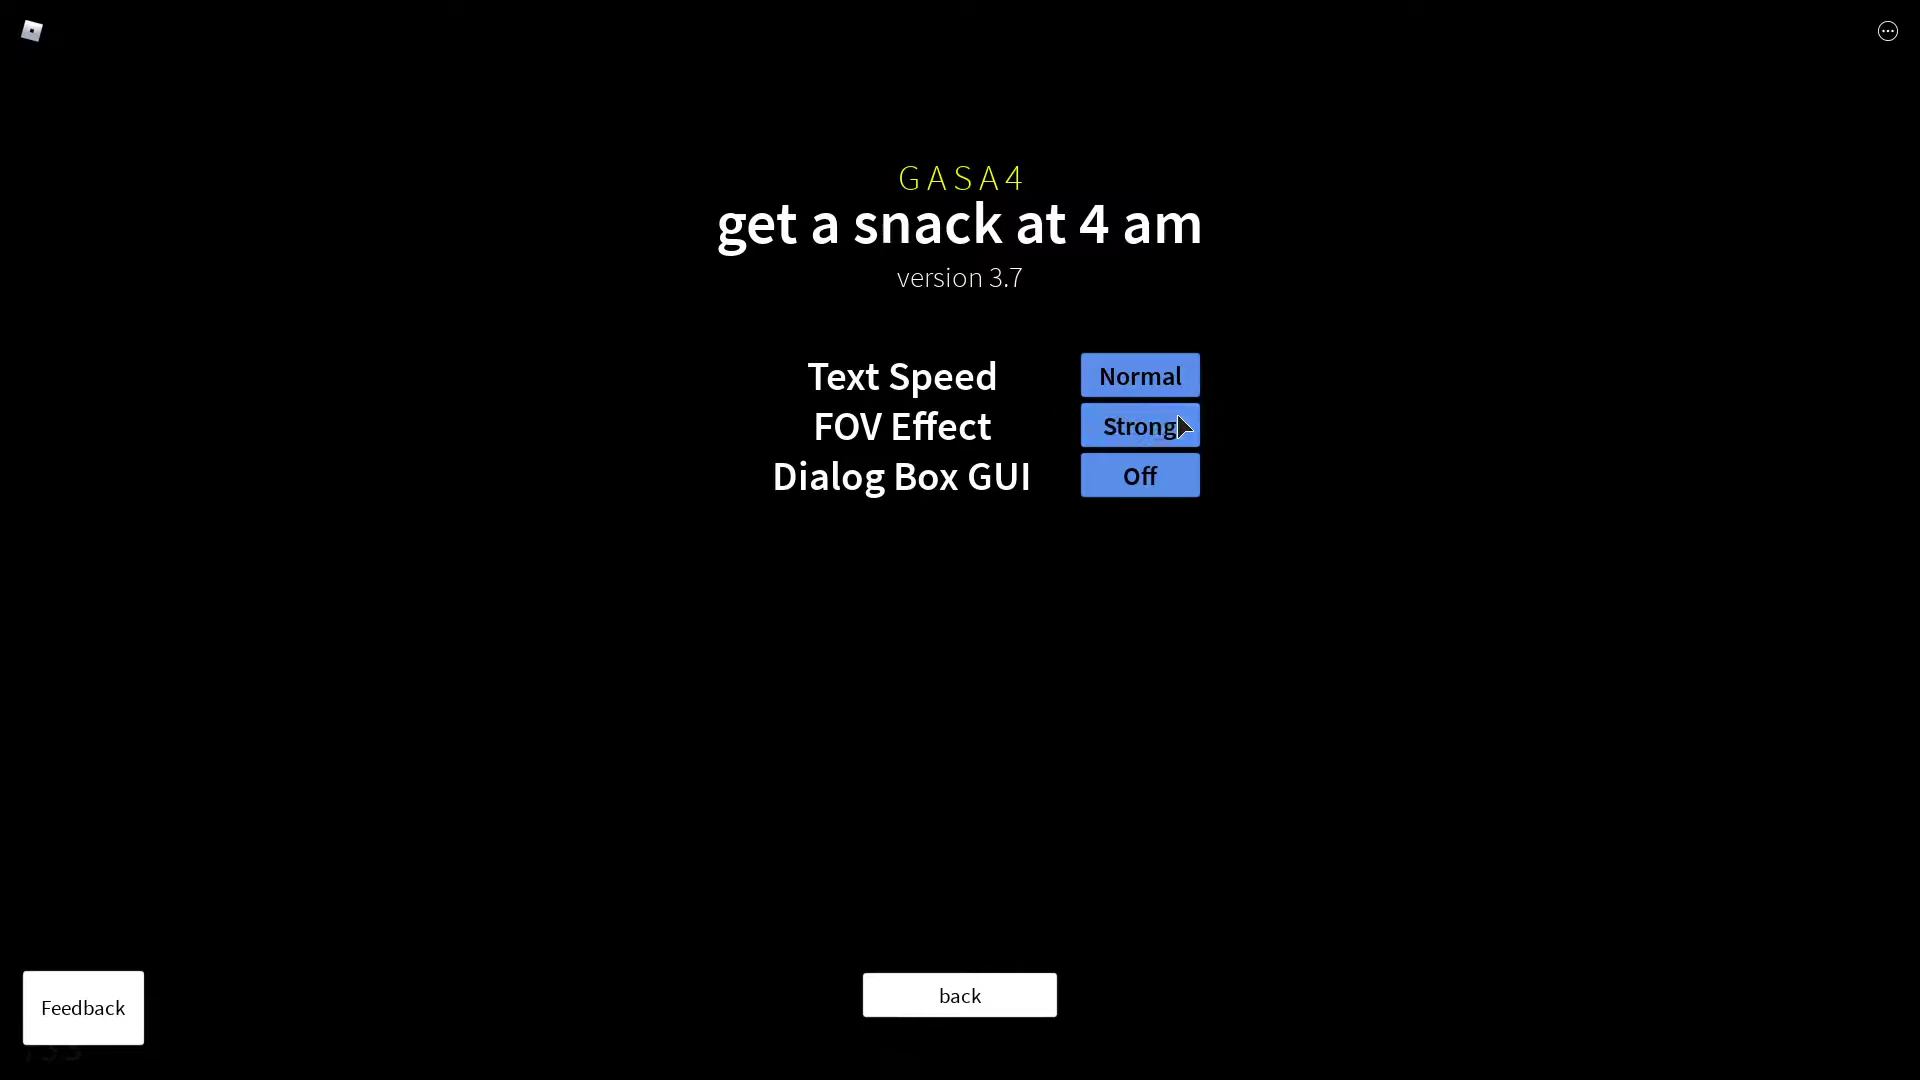 GASA4
get a snack at 4 am
version 3.7
Text Speed Normal
FOV Effect Strong
Dialog Box GUI Off
Feedback
back